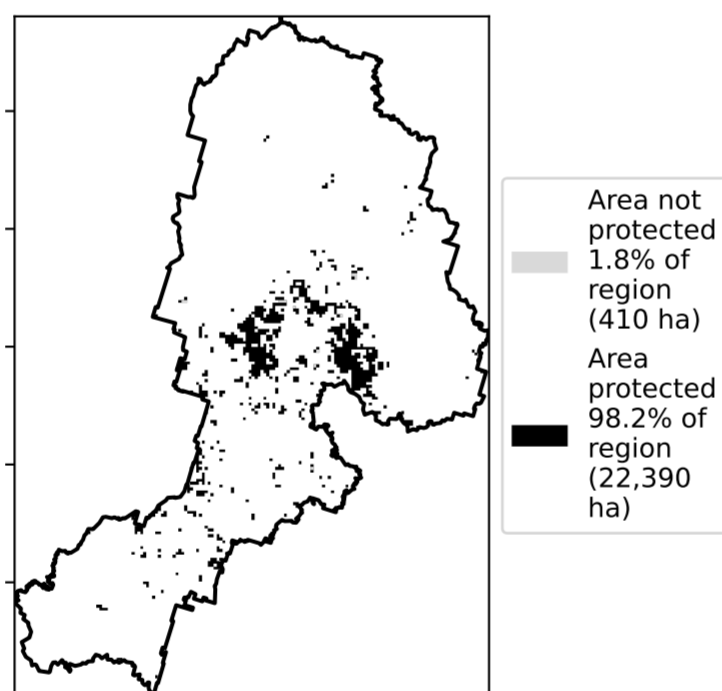 Area not
protected
1.8% of
region
(410 ha)
Area
protected
98.2% of
region
(22,390
ha)